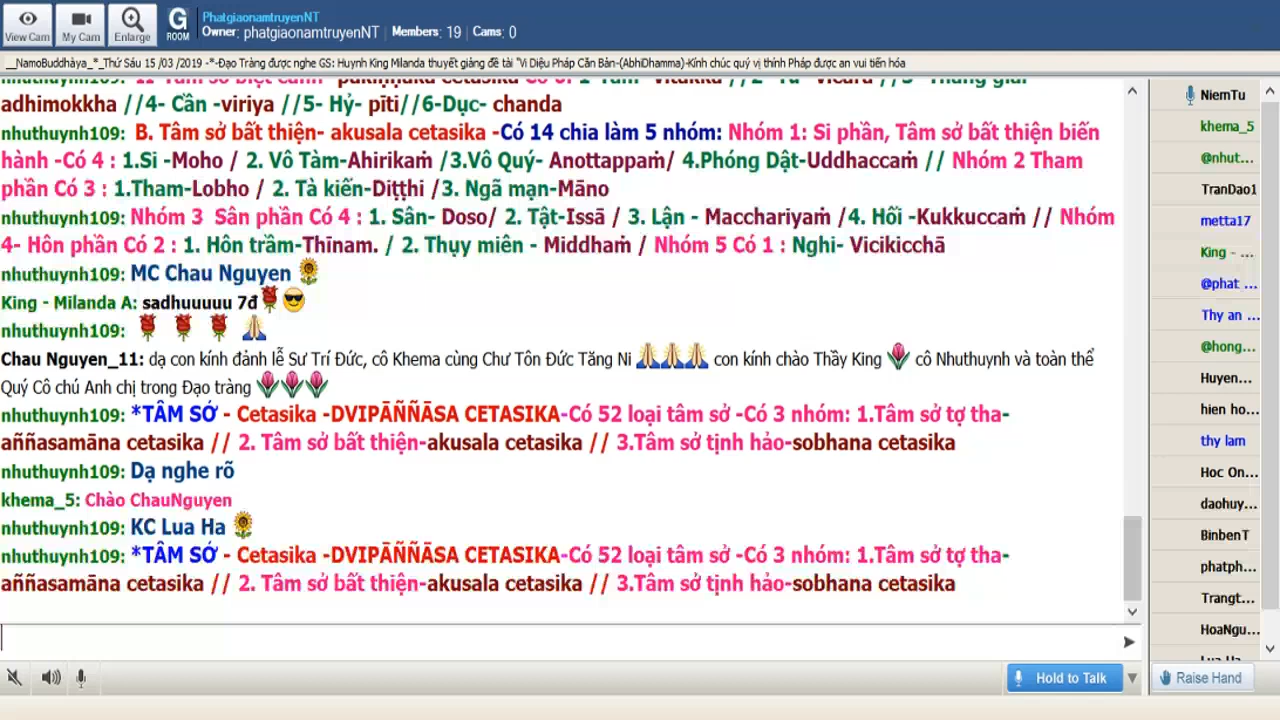 View Cam
My Cam
Enlarge
G
ROOM
PhatgiaonamtruyenNT
Owner: phatgiaonamtruyenNT | Members: 19 | Cams: 0
__NamoBuddhàya_*_Thứ Sáu 15 /03 /2019 -*-Đạo Tràng được nghe GS: Huynh King Milanda thuyết giảng đề tài "Vi Diệu Pháp Căn Bản-(AbhiDhamma)-Kính chúc quý vị thính Pháp được an vui tiến hóa
adhimokkha //4- Cần -viriya //5- Hỷ- pīti//6-Dục- chanda
nhuthuynh109: B. Tâm sở bất thiện- akusala cetasika -Có 14 chia làm 5 nhóm: Nhóm 1: Si phần, Tâm sở bất thiện biến
hành -Có 4 : 1.Si -Moho / 2. Vô Tàm-Ahirikaṁ /3.Vô Quý- Anottappaṁ/ 4.Phóng Dật-Uddhaccaṁ // Nhóm 2 Tham
phần Có 3 : 1.Tham-Lobho / 2. Tà kiến-Diṭṭhi /3. Ngã mạn-Māno
nhuthuynh109: Nhóm 3 Sân phần Có 4 : 1. Sân- Doso/ 2. Tật-Issā / 3. Lận - Macchariyaṁ /4. Hối -Kukkuccaṁ // Nhóm
4- Hôn phần Có 2 : 1. Hôn trầm-Thīnam. / 2. Thụy miên - Middhaṁ / Nhóm 5 Có 1 : Nghi- Vicikicchā
nhuthuynh109: MC Chau Nguyen
King - Milanda A: sadhuuuuu 7đ
nhuthuynh109:
Chau Nguyen_11: dạ con kính đảnh lễ Sư Trí Đức, cô Khema cùng Chư Tôn Đức Tăng Ni con kính chào Thầy King cô Nhuthuynh và toàn thể
Quý Cô chú Anh chị trong Đạo tràng
nhuthuynh109: *TÂM SỞ - Cetasika -DVIPĀÑÑĀSA CETASIKA-Có 52 loại tâm sở -Có 3 nhóm: 1.Tâm sở tợ tha-
aññasamāna cetasika // 2. Tâm sở bất thiện-akusala cetasika // 3.Tâm sở tịnh hảo-sobhana cetasika
nhuthuynh109: Dạ nghe rõ
khema_5: Chào ChauNguyen
nhuthuynh109: KC Lua Ha
nhuthuynh109: *TÂM SỞ - Cetasika -DVIPĀÑÑĀSA CETASIKA-Có 52 loại tâm sở -Có 3 nhóm: 1.Tâm sở tợ tha-
aññasamāna cetasika // 2. Tâm sở bất thiện-akusala cetasika // 3.Tâm sở tịnh hảo-sobhana cetasika
NiemTu
khema_5
@nhut...
TranDao1
metta17
King - ...
@phat ...
Thy an ...
@hong...
Huyen...
hien ho...
thy lam
Hoc On...
daohuy...
BinbenT
phatph...
Trangt...
HoaNgu...
Hold to Talk
Raise Hand